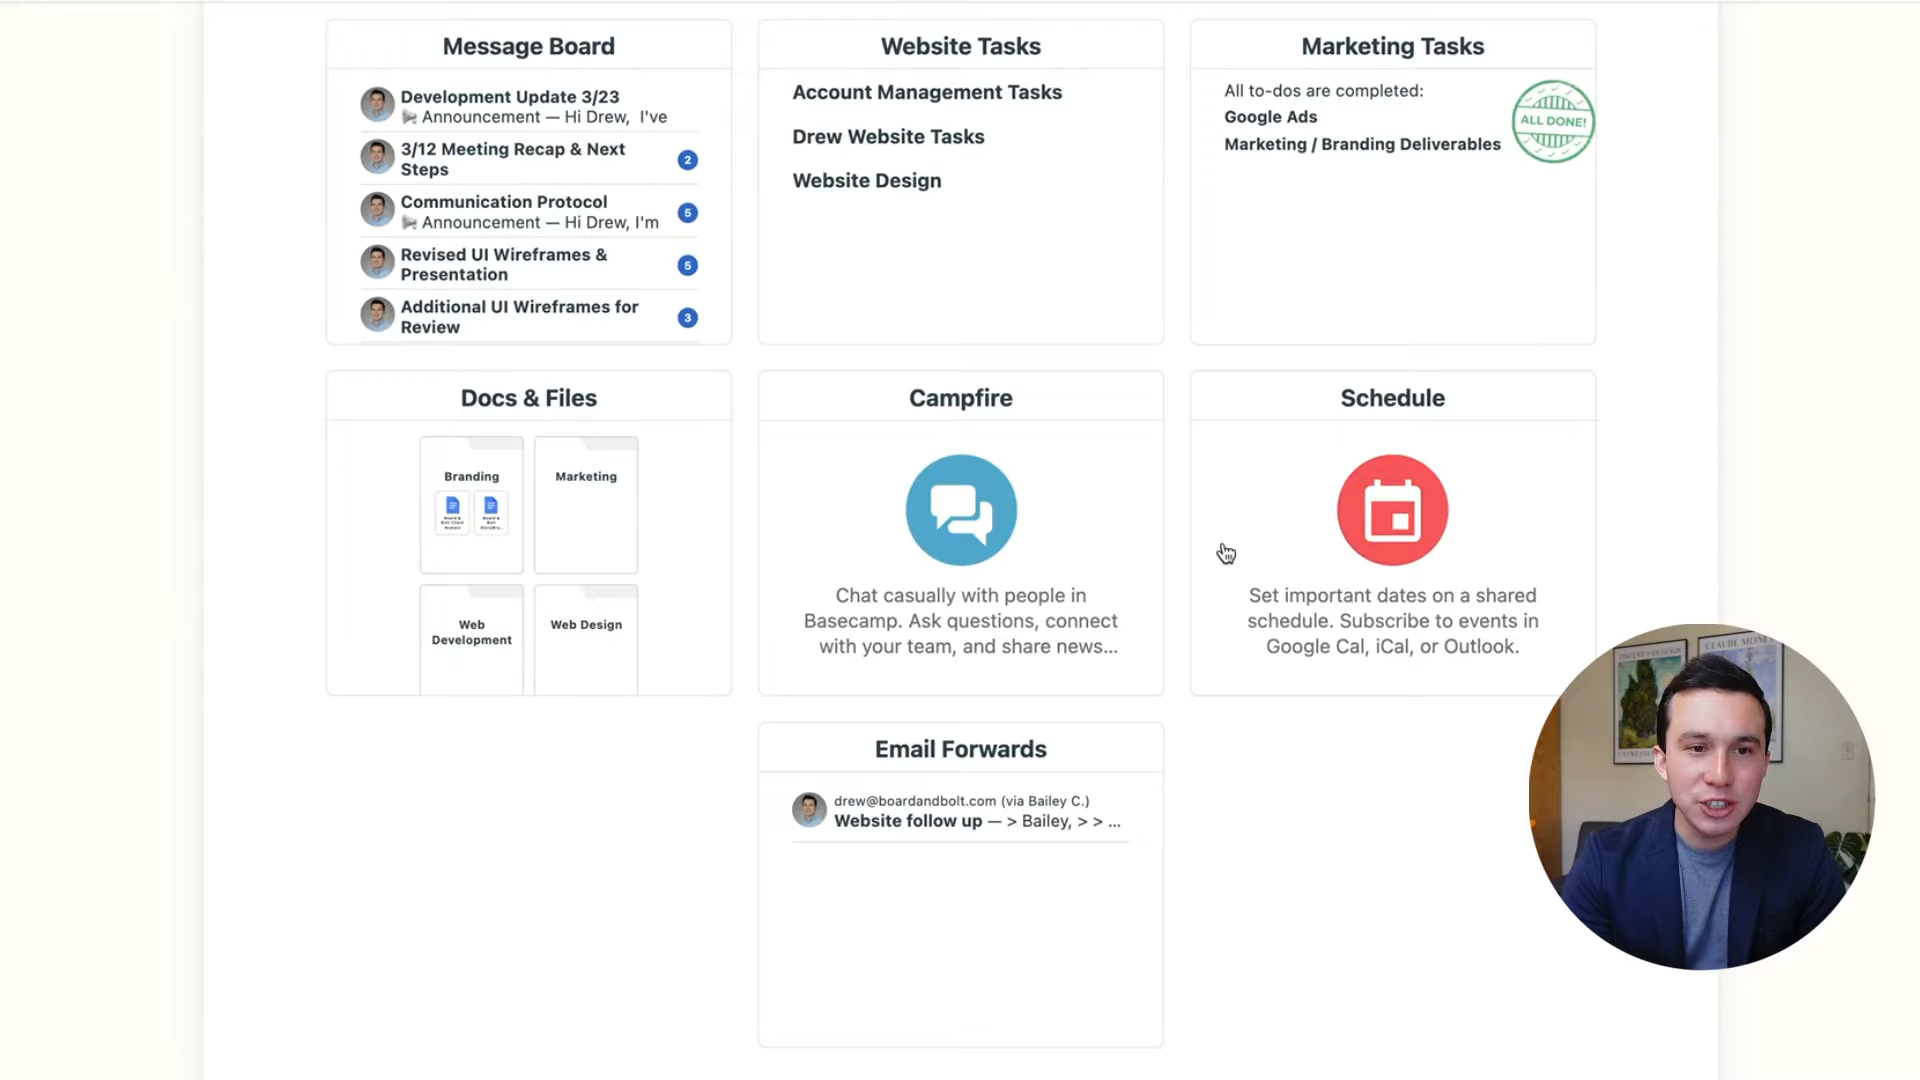 Message Board
Development Update 3/23
Announcement — Hi Drew, I've
3/12 Meeting Recap & Next
Steps
2
Communication Protocol
Announcement — Hi Drew, I'm
5
Revised UI Wireframes &
Presentation
5
Additional UI Wireframes for
Review
3
Website Tasks
Account Management Tasks
Drew Website Tasks
Website Design
Marketing Tasks
All to-dos are completed:
Google Ads
Marketing / Branding Deliverables
ALL DONE!
Docs & Files
Branding
Marketing
Web
Development
Web Design
Campfire
Chat casually with people in
Basecamp. Ask questions, connect
with your team, and share news...
Schedule
Set important dates on a shared
schedule. Subscribe to events in
Google Cal, iCal, or Outlook.
Email Forwards
drew@boardandbolt.com (via Bailey C.)
Website follow up — > Bailey, > > ...
CLAUDE MONE